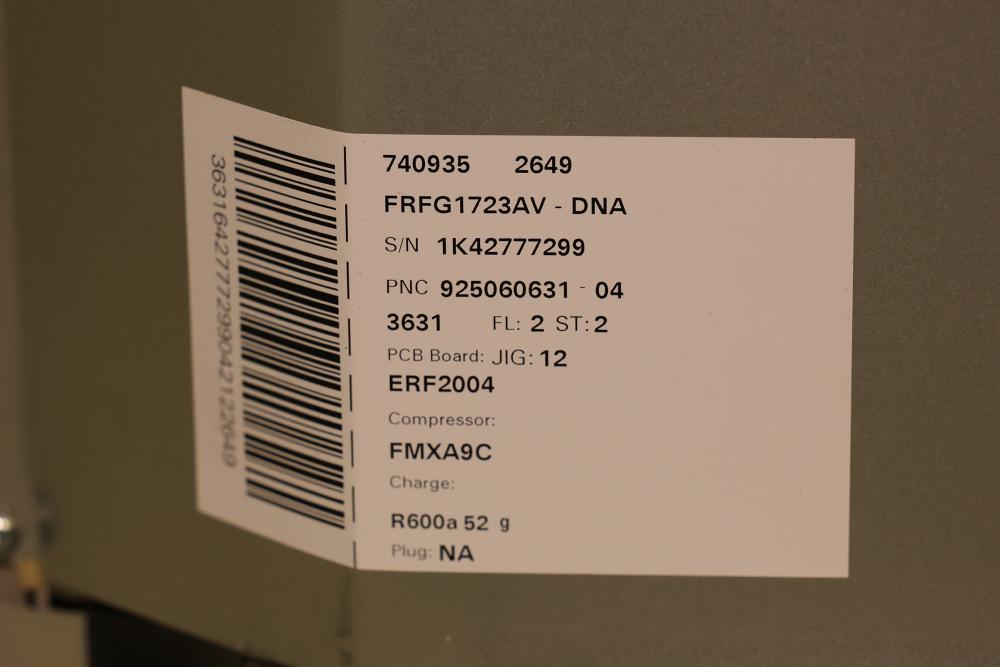 740935 2649
FRFG1723AV - DNA
S/N 1K42777299
PNC 925060631 - 04
3631 FL: 2 ST:2
PCB Board: JIG: 12
ERF2004
Compressor:
FMXA9C
Charge:
R600a 52 g
Plug: NA